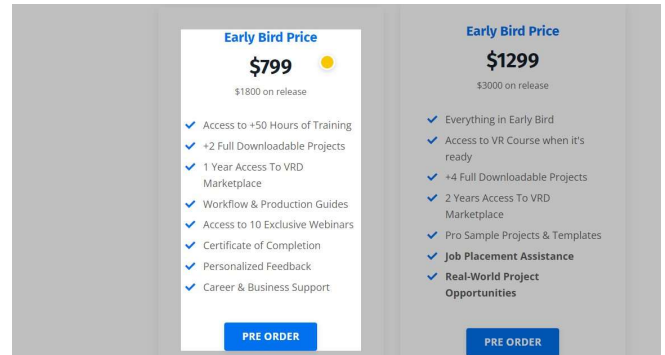 Early Bird Price
$799
$1800 on release
Access to +50 Hours of Training
+2 Full Downloadable Projects
1 Year Access To VRD
Marketplace
Workflow & Production Guides
Access to 10 Exclusive Webinars
Certificate of Completion
Personalized Feedback
Career & Business Support
PRE ORDER
Early Bird Price
$1299
$3000 on release
Everything in Early Bird
Access to VR Course when it's
ready
+4 Full Downloadable Projects
2 Years Access To VRD
Marketplace
Pro Sample Projects & Templates
Job Placement Assistance
Real-World Project
Opportunities
PRE ORDER